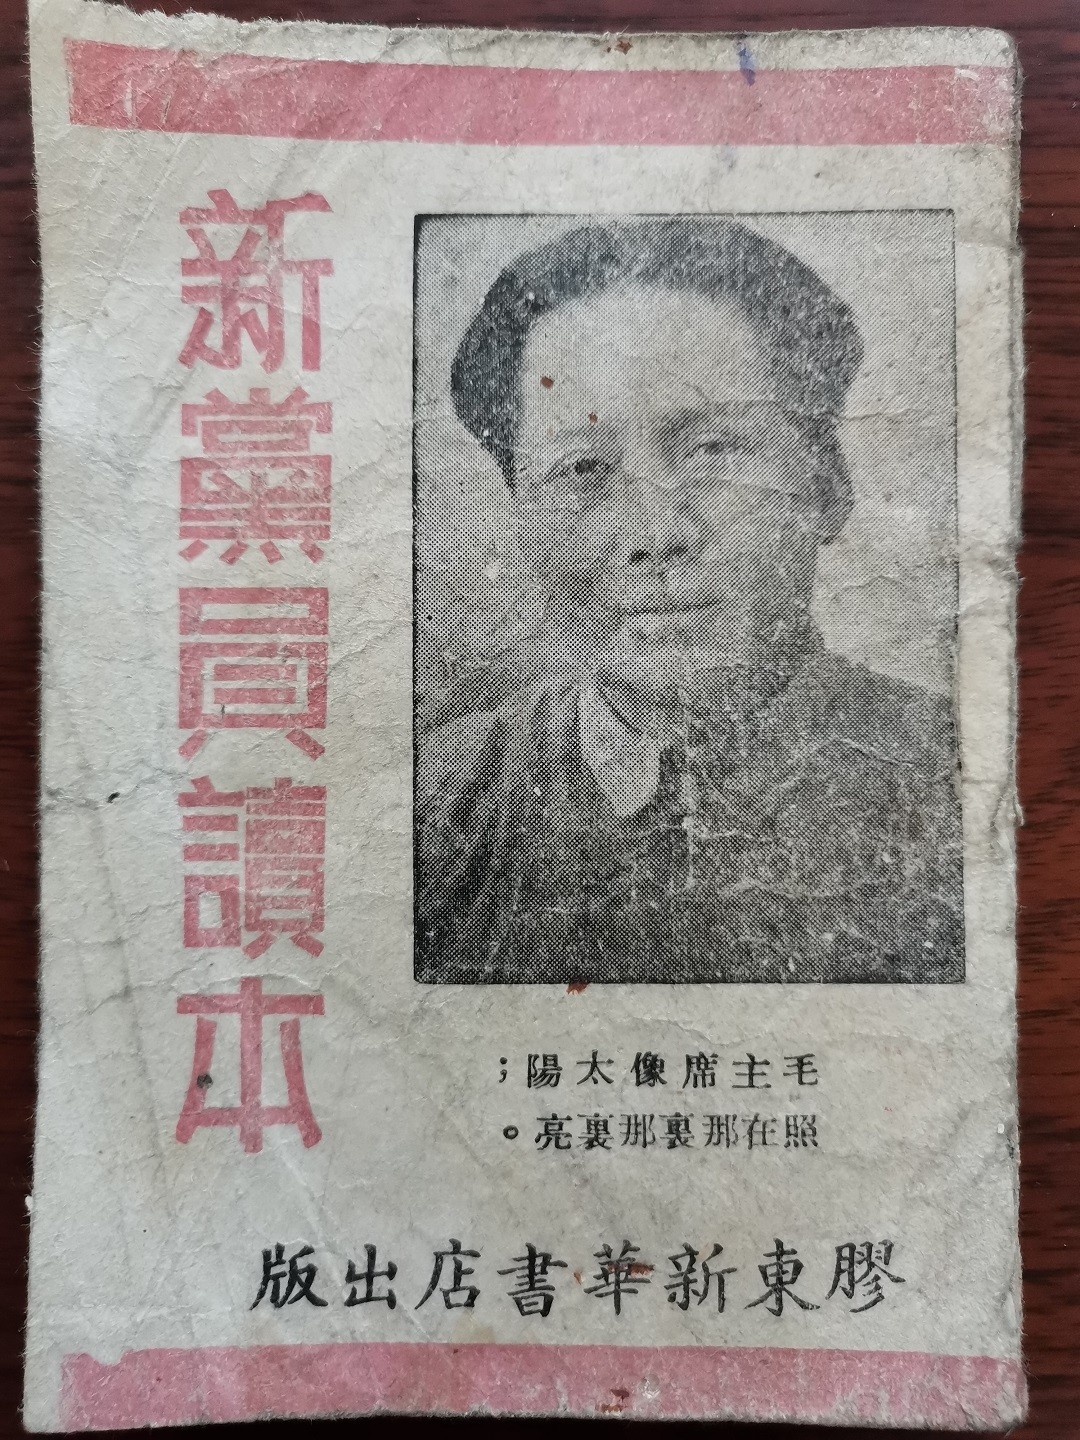 新黨員讀本
毛主席像太陽；
照在那裏那裏亮。
膠東新華書店出版